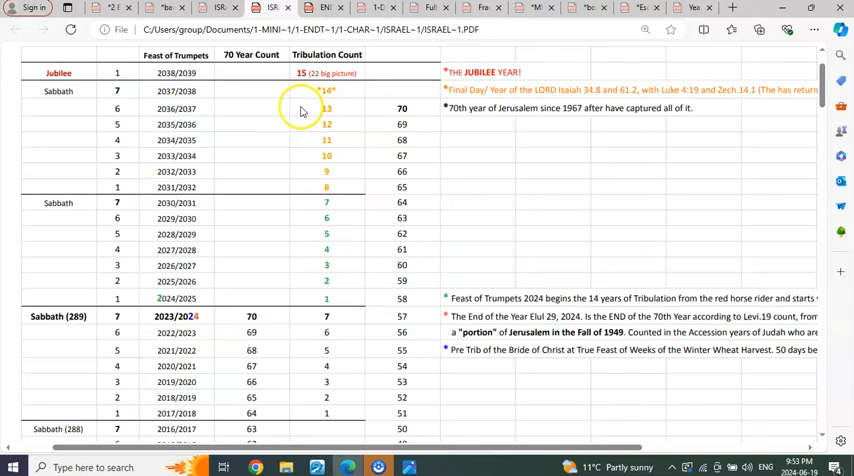 Sign in
*2 E
*ba
ISRA
ISR
END
1-D
Full
Fran
*Mi
*bo
*Esc
Yea
File C:/Users/group/Documents/1-MINI~1/1-ENDT~1/1-CHAR~1/ISRAEL~1/ISRAEL~1.PDF
Feast of Trumpets 70 Year Count Tribulation Count
Jubilee 1 2038/2039 15 (22 big picture) *THE JUBILEE YEAR!
Sabbath 7 2037/2038 *14* *Final Day/ Year of the LORD Isaiah 34.8 and 61.2, with Luke 4:19 and Zech.14.1 (The has return
6 2036/2037 13 70 *70th year of Jerusalem since 1967 after have captured all of it.
5 2035/2036 12 69
4 2034/2035 11 68
3 2033/2034 10 67
2 2032/2033 9 66
1 2031/2032 8 65
Sabbath 7 2030/2031 7 64
6 2029/2030 6 63
5 2028/2029 5 62
4 2027/2028 4 61
3 2026/2027 3 60
2 2025/2026 2 59
1 2024/2025 1 58 * Feast of Trumpets 2024 begins the 14 years of Tribulation from the red horse rider and starts
Sabbath (289) 7 2023/2024 70 7 57 * The End of the Year Elul 29, 2024. Is the END of the 70th Year according to Levi.19 count, from
6 2022/2023 69 6 56 a "portion" of Jerusalem in the Fall of 1949. Counted in the Accession years of Judah who are
5 2021/2022 68 5 55 * Pre Trib of the Bride of Christ at True Feast of Weeks of the Winter Wheat Harvest. 50 days be
4 2020/2021 67 4 54
3 2019/2020 66 3 53
2 2018/2019 65 2 52
1 2017/2018 64 1 51
Sabbath (288) 7 2016/2017 63 50
Type here to search 11°C Partly sunny ENG 9:53 PM
2024-06-19